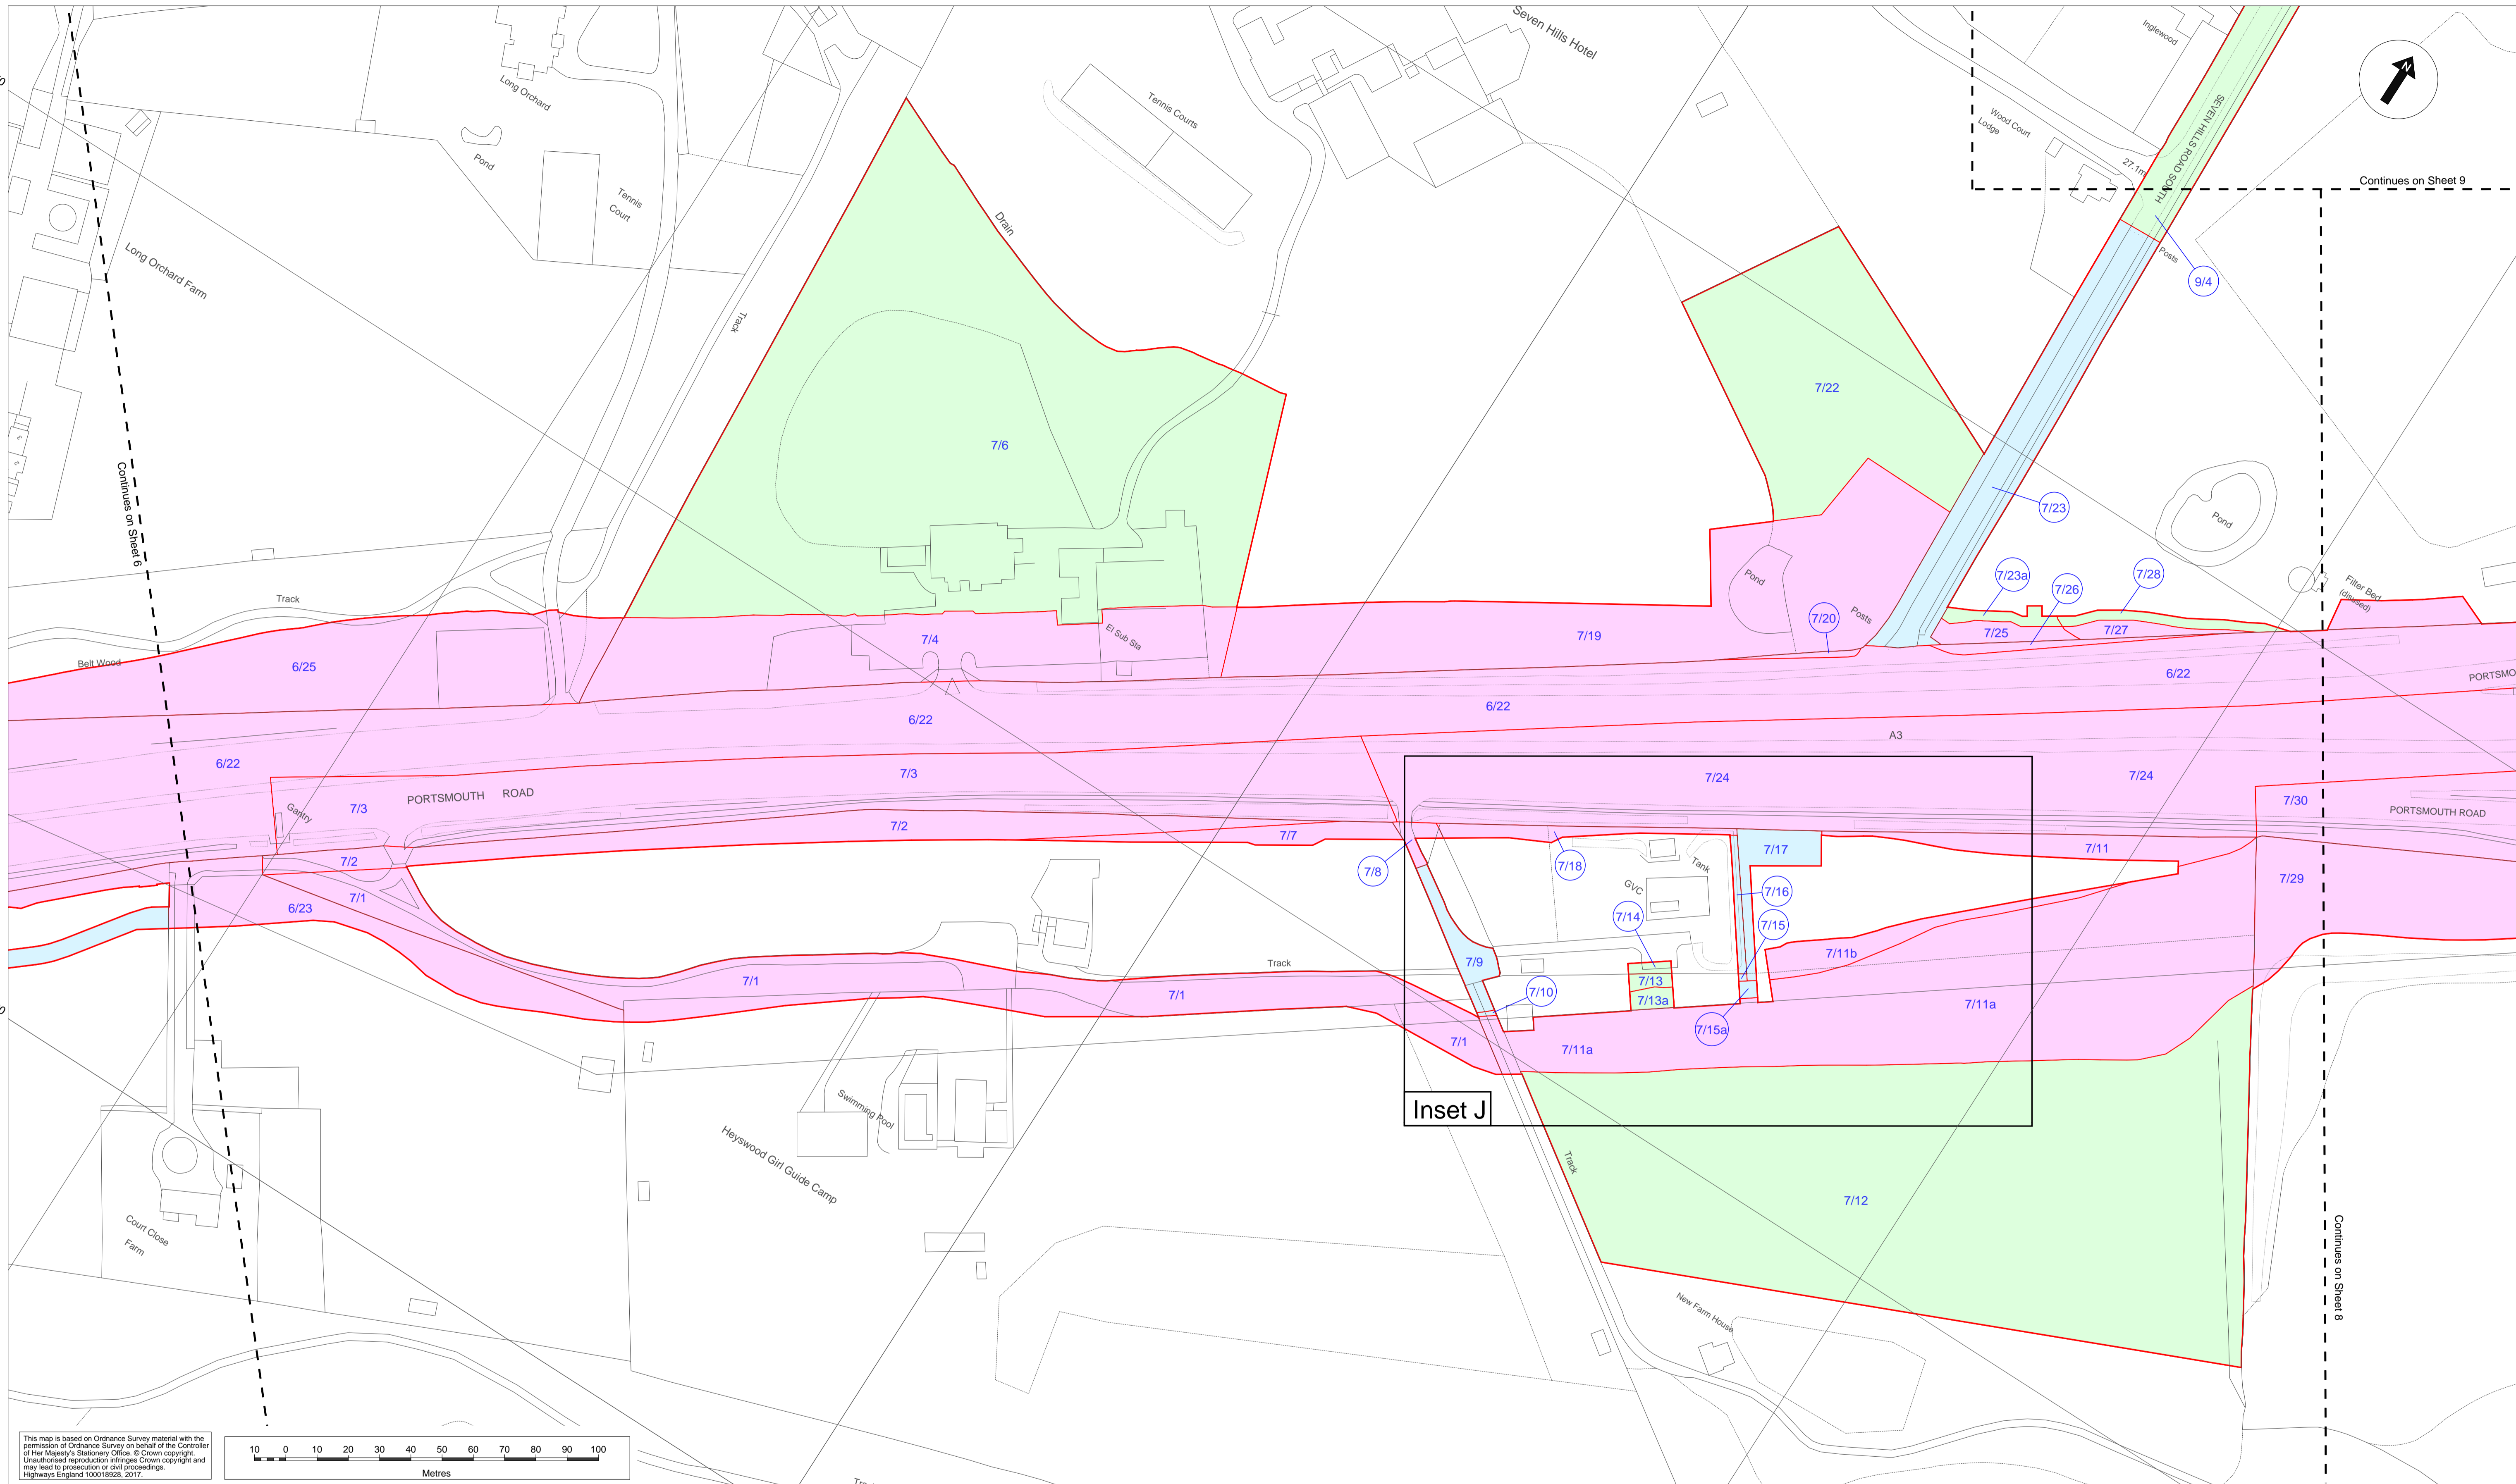 Seven Hills Hotel
Inglewood
N
Long Orchard
Tennis Courts
SEVEN HILLS ROAD SOUTH
Wood Court
Lodge
Pond
27.1m
Continues on Sheet 9
Tennis
Court
Drain
Posts
Long Orchard Farm
9/4
Track
7/22
7/6
Continues on Sheet 6
7/23
Pond
Pond
7/23a
7/26
7/28
Filter Bed
(disused)
Track
Posts
7/20
7/4
El Sub Sta
7/19
7/25
7/27
Belt Wood
6/25
6/22
PORTSMO
6/22
6/22
A3
6/22
7/3
7/24
7/24
7/3
PORTSMOUTH ROAD
Gantry
7/30
PORTSMOUTH ROAD
7/2
7/7
7/2
7/8
7/18
Tank
GVC
7/17
7/11
7/29
7/1
6/23
7/16
7/14
7/15
7/11b
Track
7/9
7/1
7/13
7/10
7/1
7/13a
7/15a
7/11a
7/1
7/11a
Swimming Pool
Inset J
Heyswood Girl Guide Camp
Track
7/12
Court Close
Farm
Continues on Sheet 8
New Farm House
This map is based on Ordnance Survey material with the
permission of Ordnance Survey on behalf of the Controller
of Her Majesty's Stationery Office. © Crown copyright.
Unauthorised reproduction infringes Crown copyright and
may lead to prosecution or civil proceedings.
Highways England 100018928, 2017.
10 0 10 20 30 40 50 60 70 80 90 100
Metres